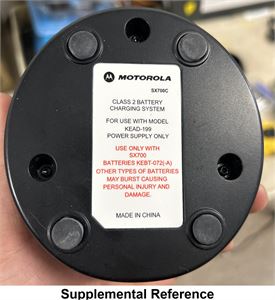 MOTOROLA
SX700C
CLASS 2 BATTERY
CHARGING SYSTEM
FOR USE WITH MODEL
KEAD-199
POWER SUPPLY ONLY
USE ONLY WITH
SX700
BATTERIES KEBT-072(-A)
OTHER TYPES OF BATTERIES
MAY BURST CAUSING
PERSONAL INJURY AND
DAMAGE.
MADE IN CHINA
Supplemental Reference